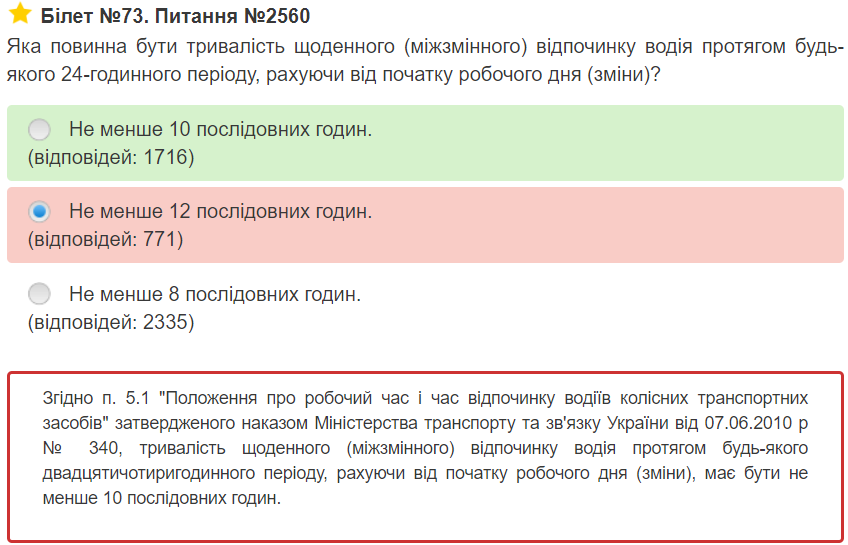 Білет №73. Питання №2560
Яка повинна бути тривалість щоденного (міжзмінного) відпочинку водія протягом будь-
якого 24-годинного періоду, рахуючи від початку робочого дня (зміни)?
Не менше 10 послідовних годин.
(відповідей: 1716)
Не менше 12 послідовних годин.
(відповідей: 771)
Не менше 8 послідовних годин.
(відповідей: 2335)
Згідно п. 5.1 "Положення про робочий час і час відпочинку водіїв колісних транспортних
засобів" затвердженого наказом Міністерства транспорту та зв'язку України від 07.06.2010 р
№ 340, тривалість щоденного (міжзмінного) відпочинку водія протягом будь-якого
двадцятичотиригодинного періоду, рахуючи від початку робочого дня (зміни), має бути не
менше 10 послідовних годин.